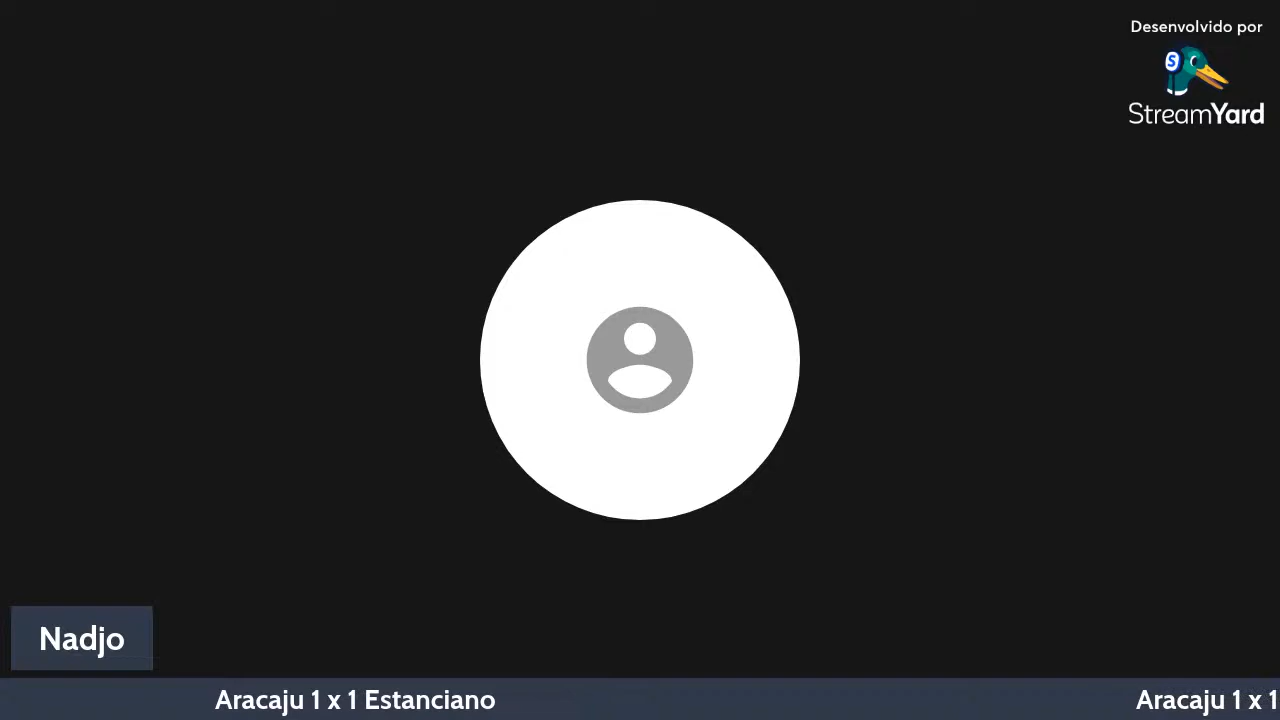 Desenvolvido por
S
StreamYard
Nadjo
Aracaju 1 x 1 Estanciano
Aracaju 1 x 1